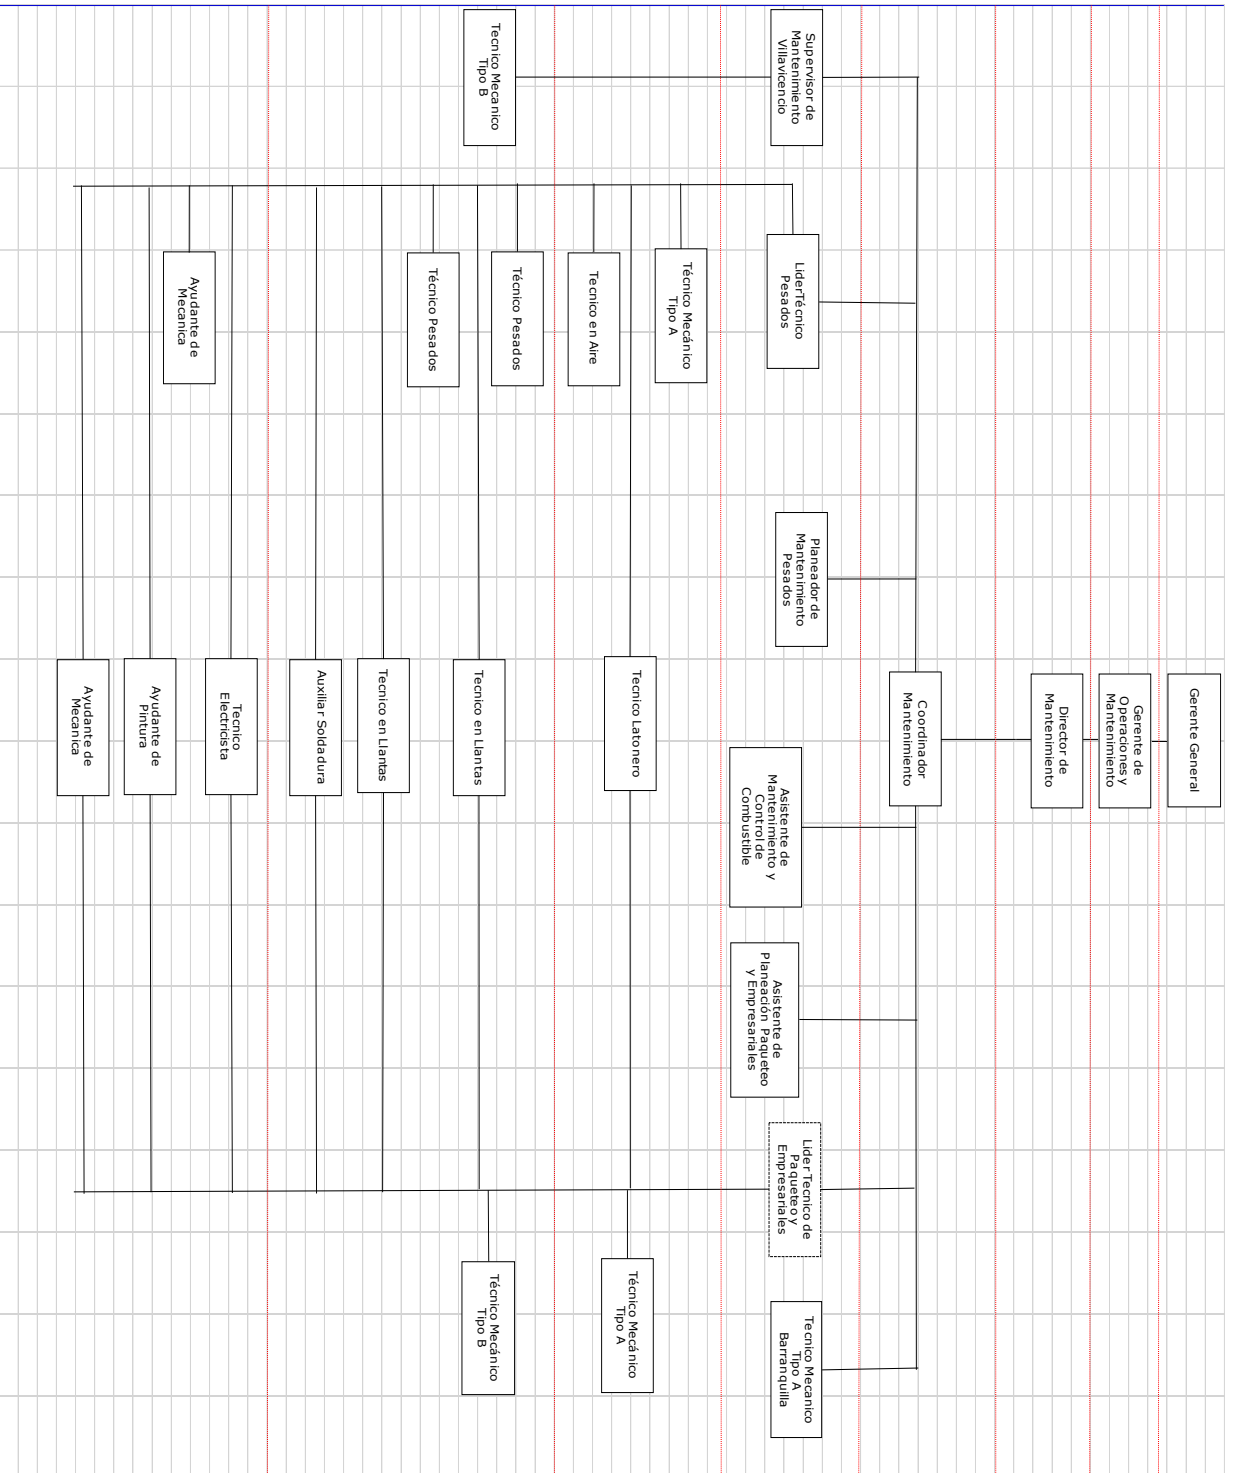 Gerente General
Gerente de
Operaciones y
Mantenimiento
Director de
Mantenimiento
Coordinador
Mantenimiento
Supervisor de
Mantenimiento
Villavicencio
LiderTécnico
Pesados
Planeador de
Mantenimiento
Pesados
Asistente de
Mantenimiento y
Control de
Combustible
Asistente de
Planeación Paqueteo
y Empresariales
Lider Tecnico de
Paqueteo y
Empresariales
Tecnico Mecanico
Tipo A
Barranquilla
Tecnico Mecanico
Tipo B
Técnico Mecánico
Tipo A
Tecnico en Aire
Técnico Pesados
Técnico Pesados
Ayudante de
Mecanica
Tecnico Latonero
Tecnico en Llantas
Tecnico en Llantas
Auxiliar Soldadura
Tecnico
Electricista
Ayudante de
Pintura
Ayudante de
Mecanica
Técnico Mecánico
Tipo A
Técnico Mecánico
Tipo B